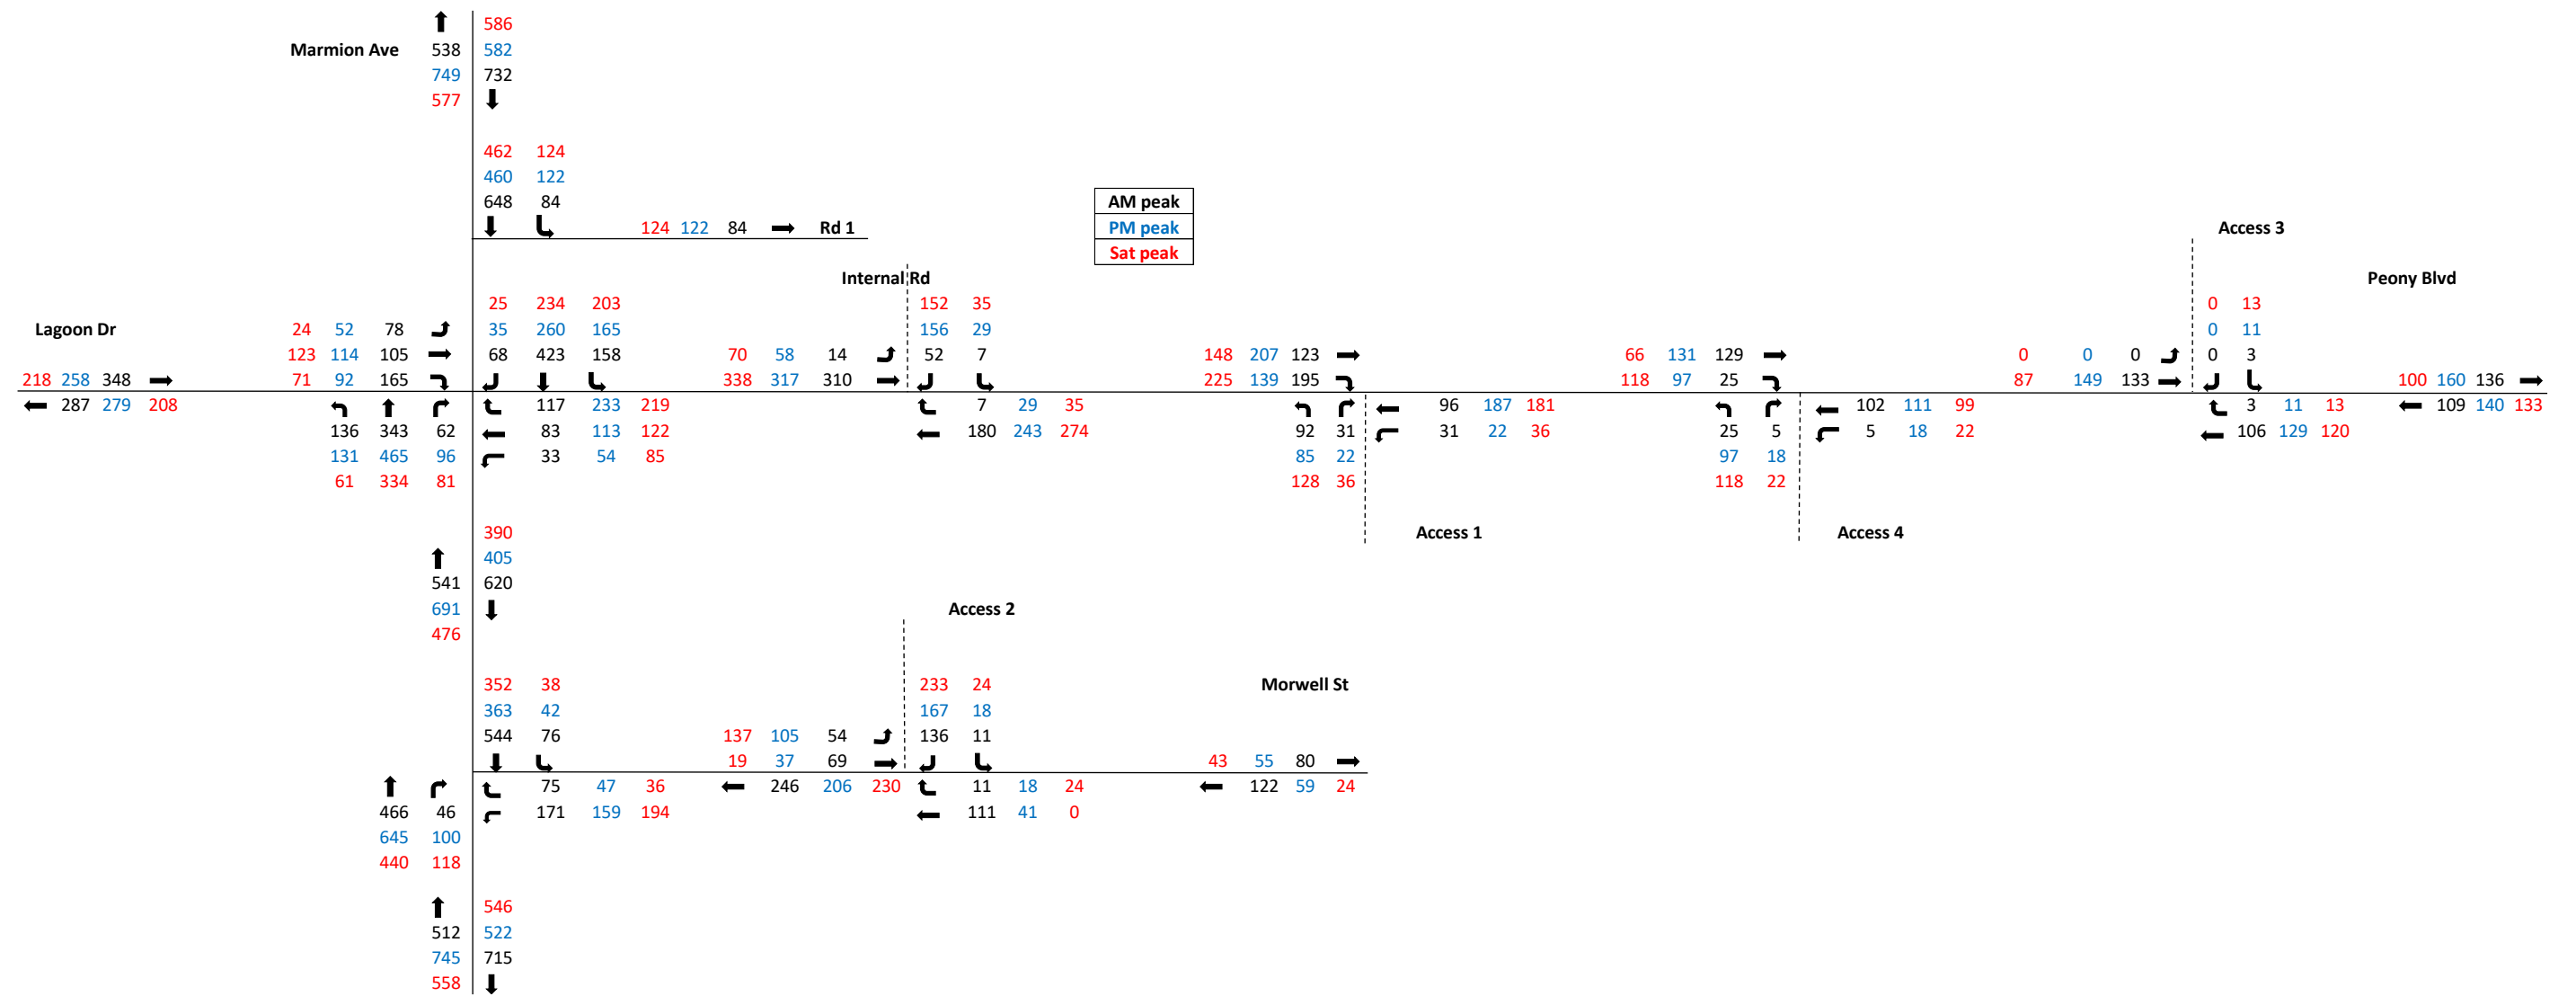 586
Marmion Ave 538 582
749 732
577
462 124
460 122
648 84
AM peak
PM peak
Sat peak
124 122 84 Rd 1
Access 3
Internal Rd
Peony Blvd
25 234 203 152 35 0 13
Lagoon Dr 24 52 78 35 260 165 156 29 0 11
123 114 105 68 423 158 70 58 14 52 7 148 207 123 66 131 129 0 0 0 0 3
218 258 348 71 92 165 338 317 310 225 139 195 118 97 25 87 149 133 100 160 136
287 279 208 117 233 219 7 29 35 96 187 181 102 111 99 3 11 13 109 140 133
136 343 62 83 113 122 180 243 274 92 31 31 22 36 25 5 5 18 22 106 129 120
131 465 96 33 54 85 85 22 97 18
61 334 81 128 36 118 22
390
Access 1
Access 4
405
541 620
691
Access 2
476
352 38 233 24
Morwell St
363 42 167 18
544 76 137 105 54 136 11
19 37 69 43 55 80
75 47 36 246 206 230 11 18 24 122 59 24
466 46 171 159 194 111 41 0
645 100
440 118
546
512 522
745 715
558